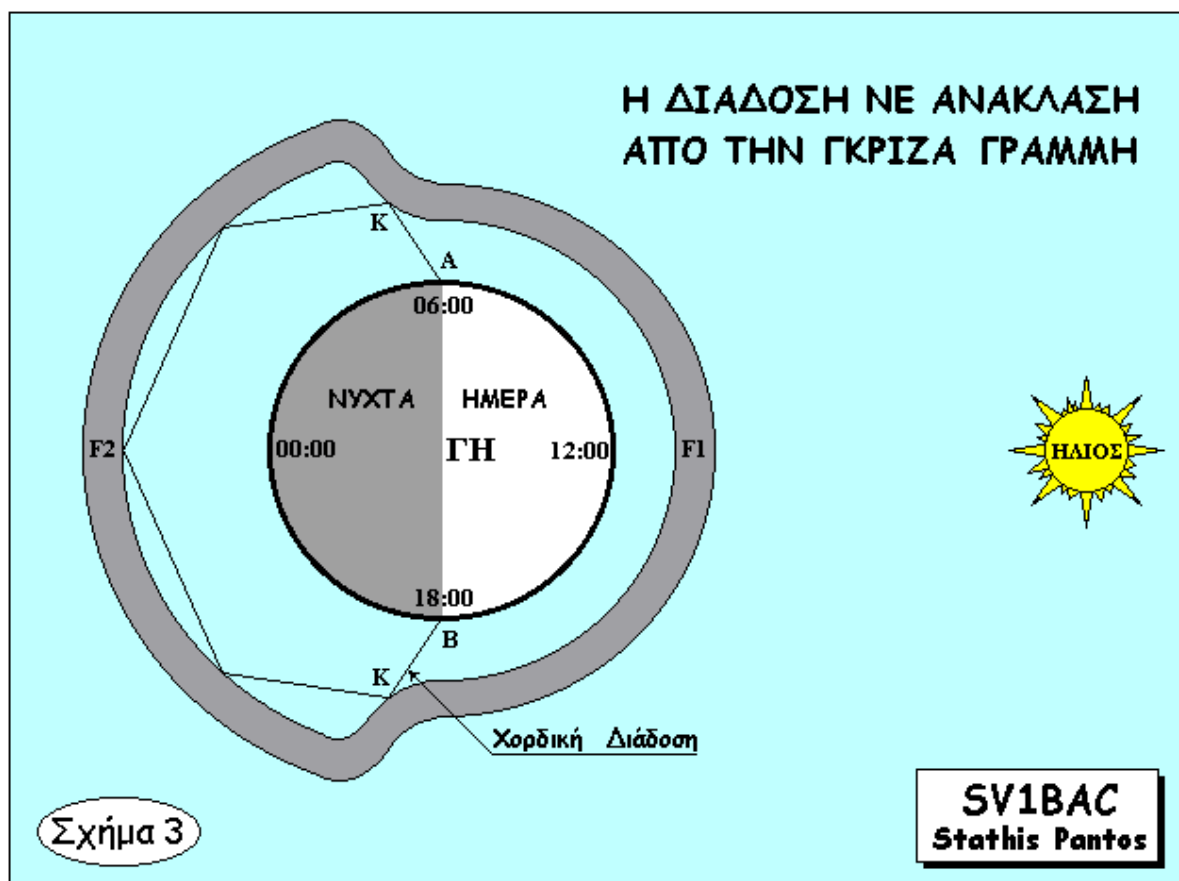 Η ΔΙΑΔΟΣΗ ΝΕ ΑΝΑΚΛΑΣΗ
ΑΠΟ ΤΗΝ ΓΚΡΙΖΑ ΓΡΑΜΜΗ
K
A
06:00
ΝΥΧΤΑ ΗΜΕΡΑ
F2
00:00
ΓΗ
12:00
F1
ΗΛΙΟΣ
18:00
B
K
Χορδική Διάδοση
Σχήμα 3
SV1BAC
Stathis Pantos